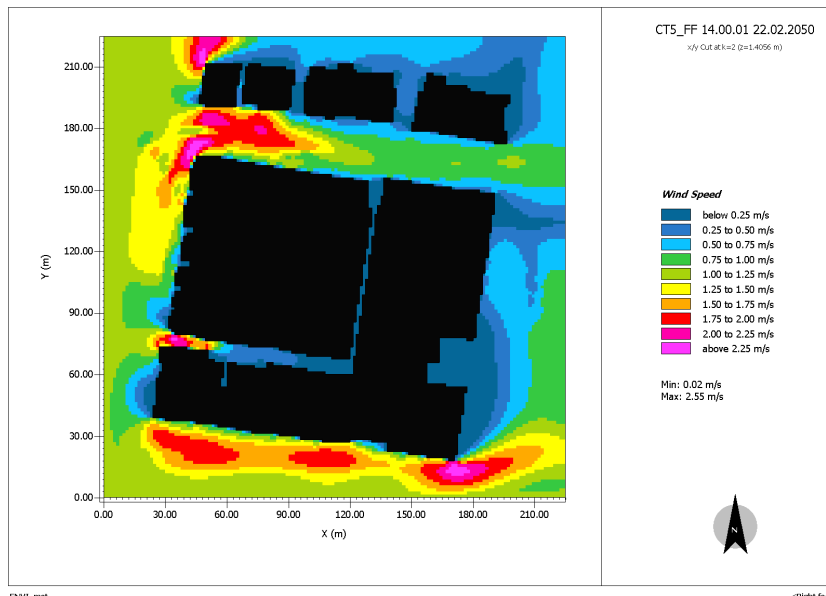 CT5_FF 14.00.01 22.02.2050
x/y Cut at k=2 (z=1.4056 m)
210.00
180.00
150.00
120.00
90.00
60.00
30.00
0.00
Y (m)
0.00 30.00 60.00 90.00 120.00 150.00 180.00 210.00
X (m)
Wind Speed
below 0.25 m/s
0.25 to 0.50 m/s
0.50 to 0.75 m/s
0.75 to 1.00 m/s
1.00 to 1.25 m/s
1.25 to 1.50 m/s
1.50 to 1.75 m/s
1.75 to 2.00 m/s
2.00 to 2.25 m/s
above 2.25 m/s
Min: 0.02 m/s
Max: 2.55 m/s
N